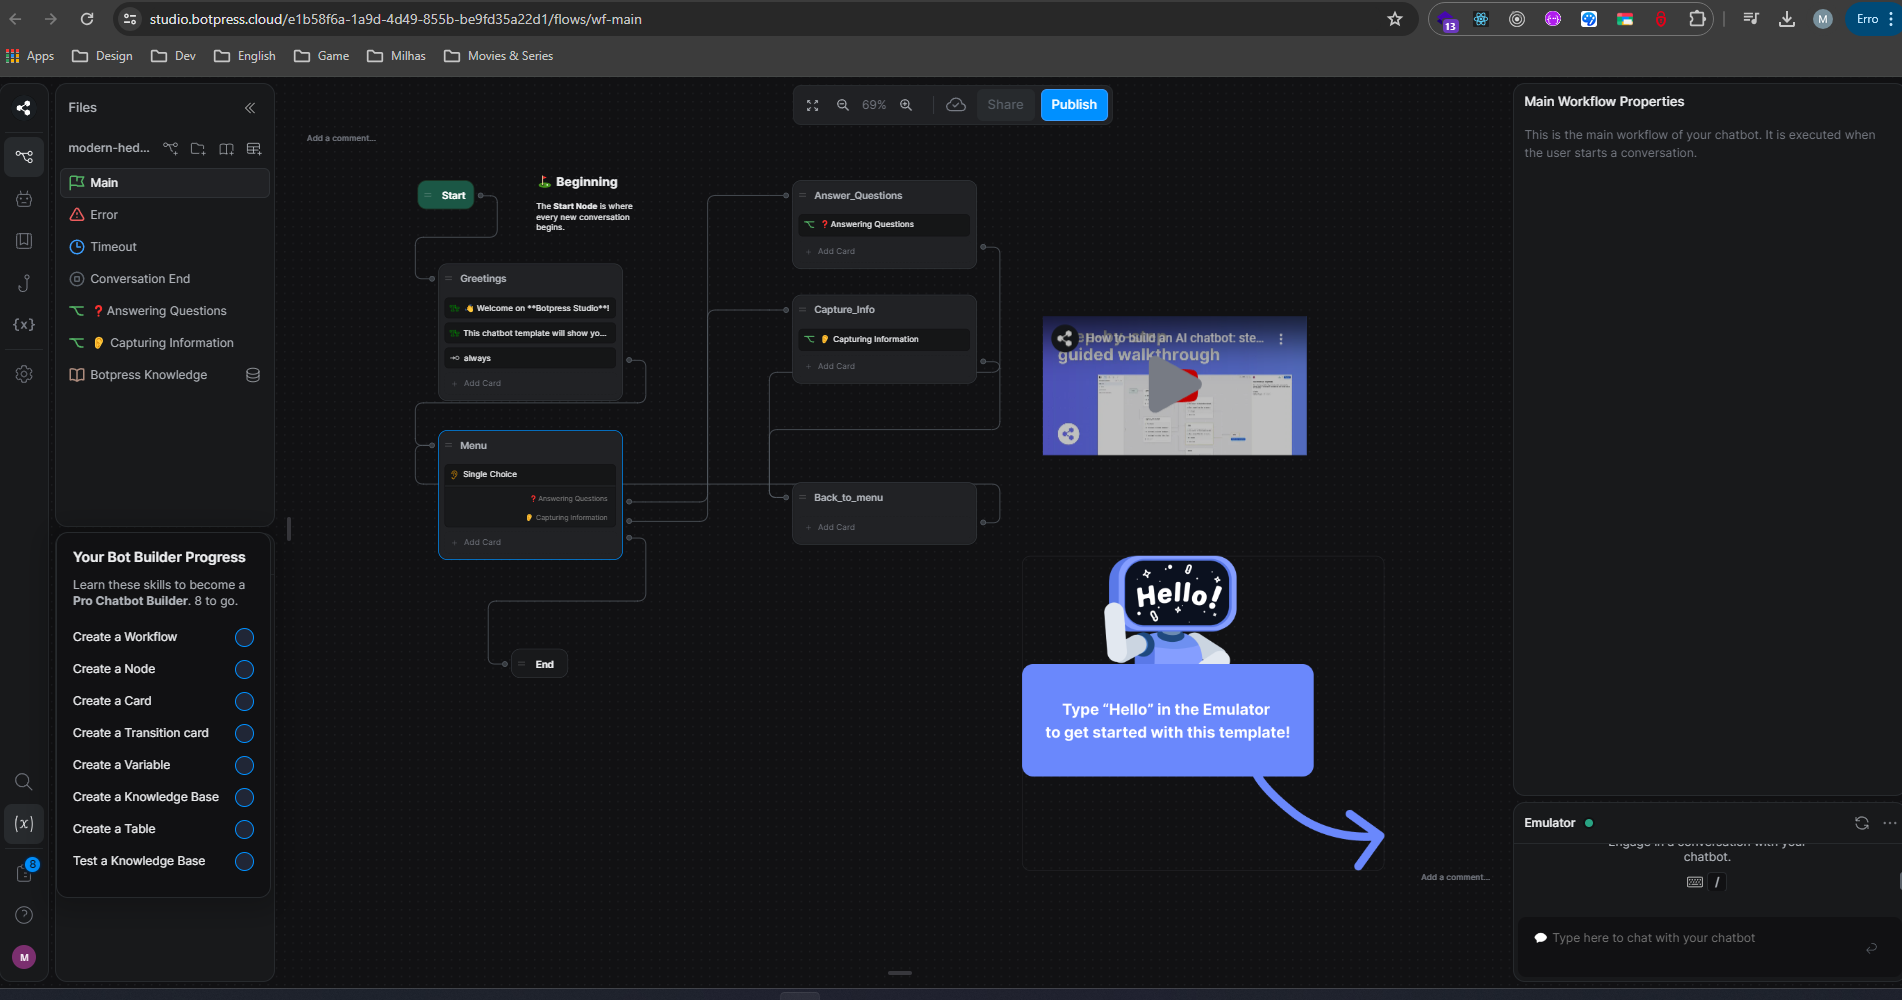 studio.botpress.cloud/e1b58f6a-1a9d-4d49-855b-be9fd35a22d1/flows/wf-main
13
M
Erro
Apps
Design
Dev
English
Game
Milhas
Movies & Series
Files
modern-hed...
Main
Error
Timeout
Conversation End
❓Answering Questions
👂 Capturing Information
Botpress Knowledge
{x}
Your Bot Builder Progress
Learn these skills to become a
Pro Chatbot Builder. 8 to go.
Create a Workflow
Create a Node
Create a Card
Create a Transition card
Create a Variable
Create a Knowledge Base
Create a Table
Test a Knowledge Base
(x)
8
M
69%
Share
Publish
Add a comment...
Start
⛳ Beginning
The Start Node is where
every new conversation
begins.
Greetings
👋 Welcome on **Botpress Studio**!
This chatbot template will show yo...
always
+ Add Card
Menu
Single Choice
❓Answering Questions
👂 Capturing Information
+ Add Card
End
Answer_Questions
❓Answering Questions
+ Add Card
Capture_Info
👂 Capturing Information
+ Add Card
Back_to_menu
+ Add Card
How to build an AI chatbot: ste...
guided walkthrough
Hello!
Type “Hello” in the Emulator
to get started with this template!
Add a comment...
Main Workflow Properties
This is the main workflow of your chatbot. It is executed when
the user starts a conversation.
Emulator
Engage in a conversation with your
chatbot.
/
Type here to chat with your chatbot